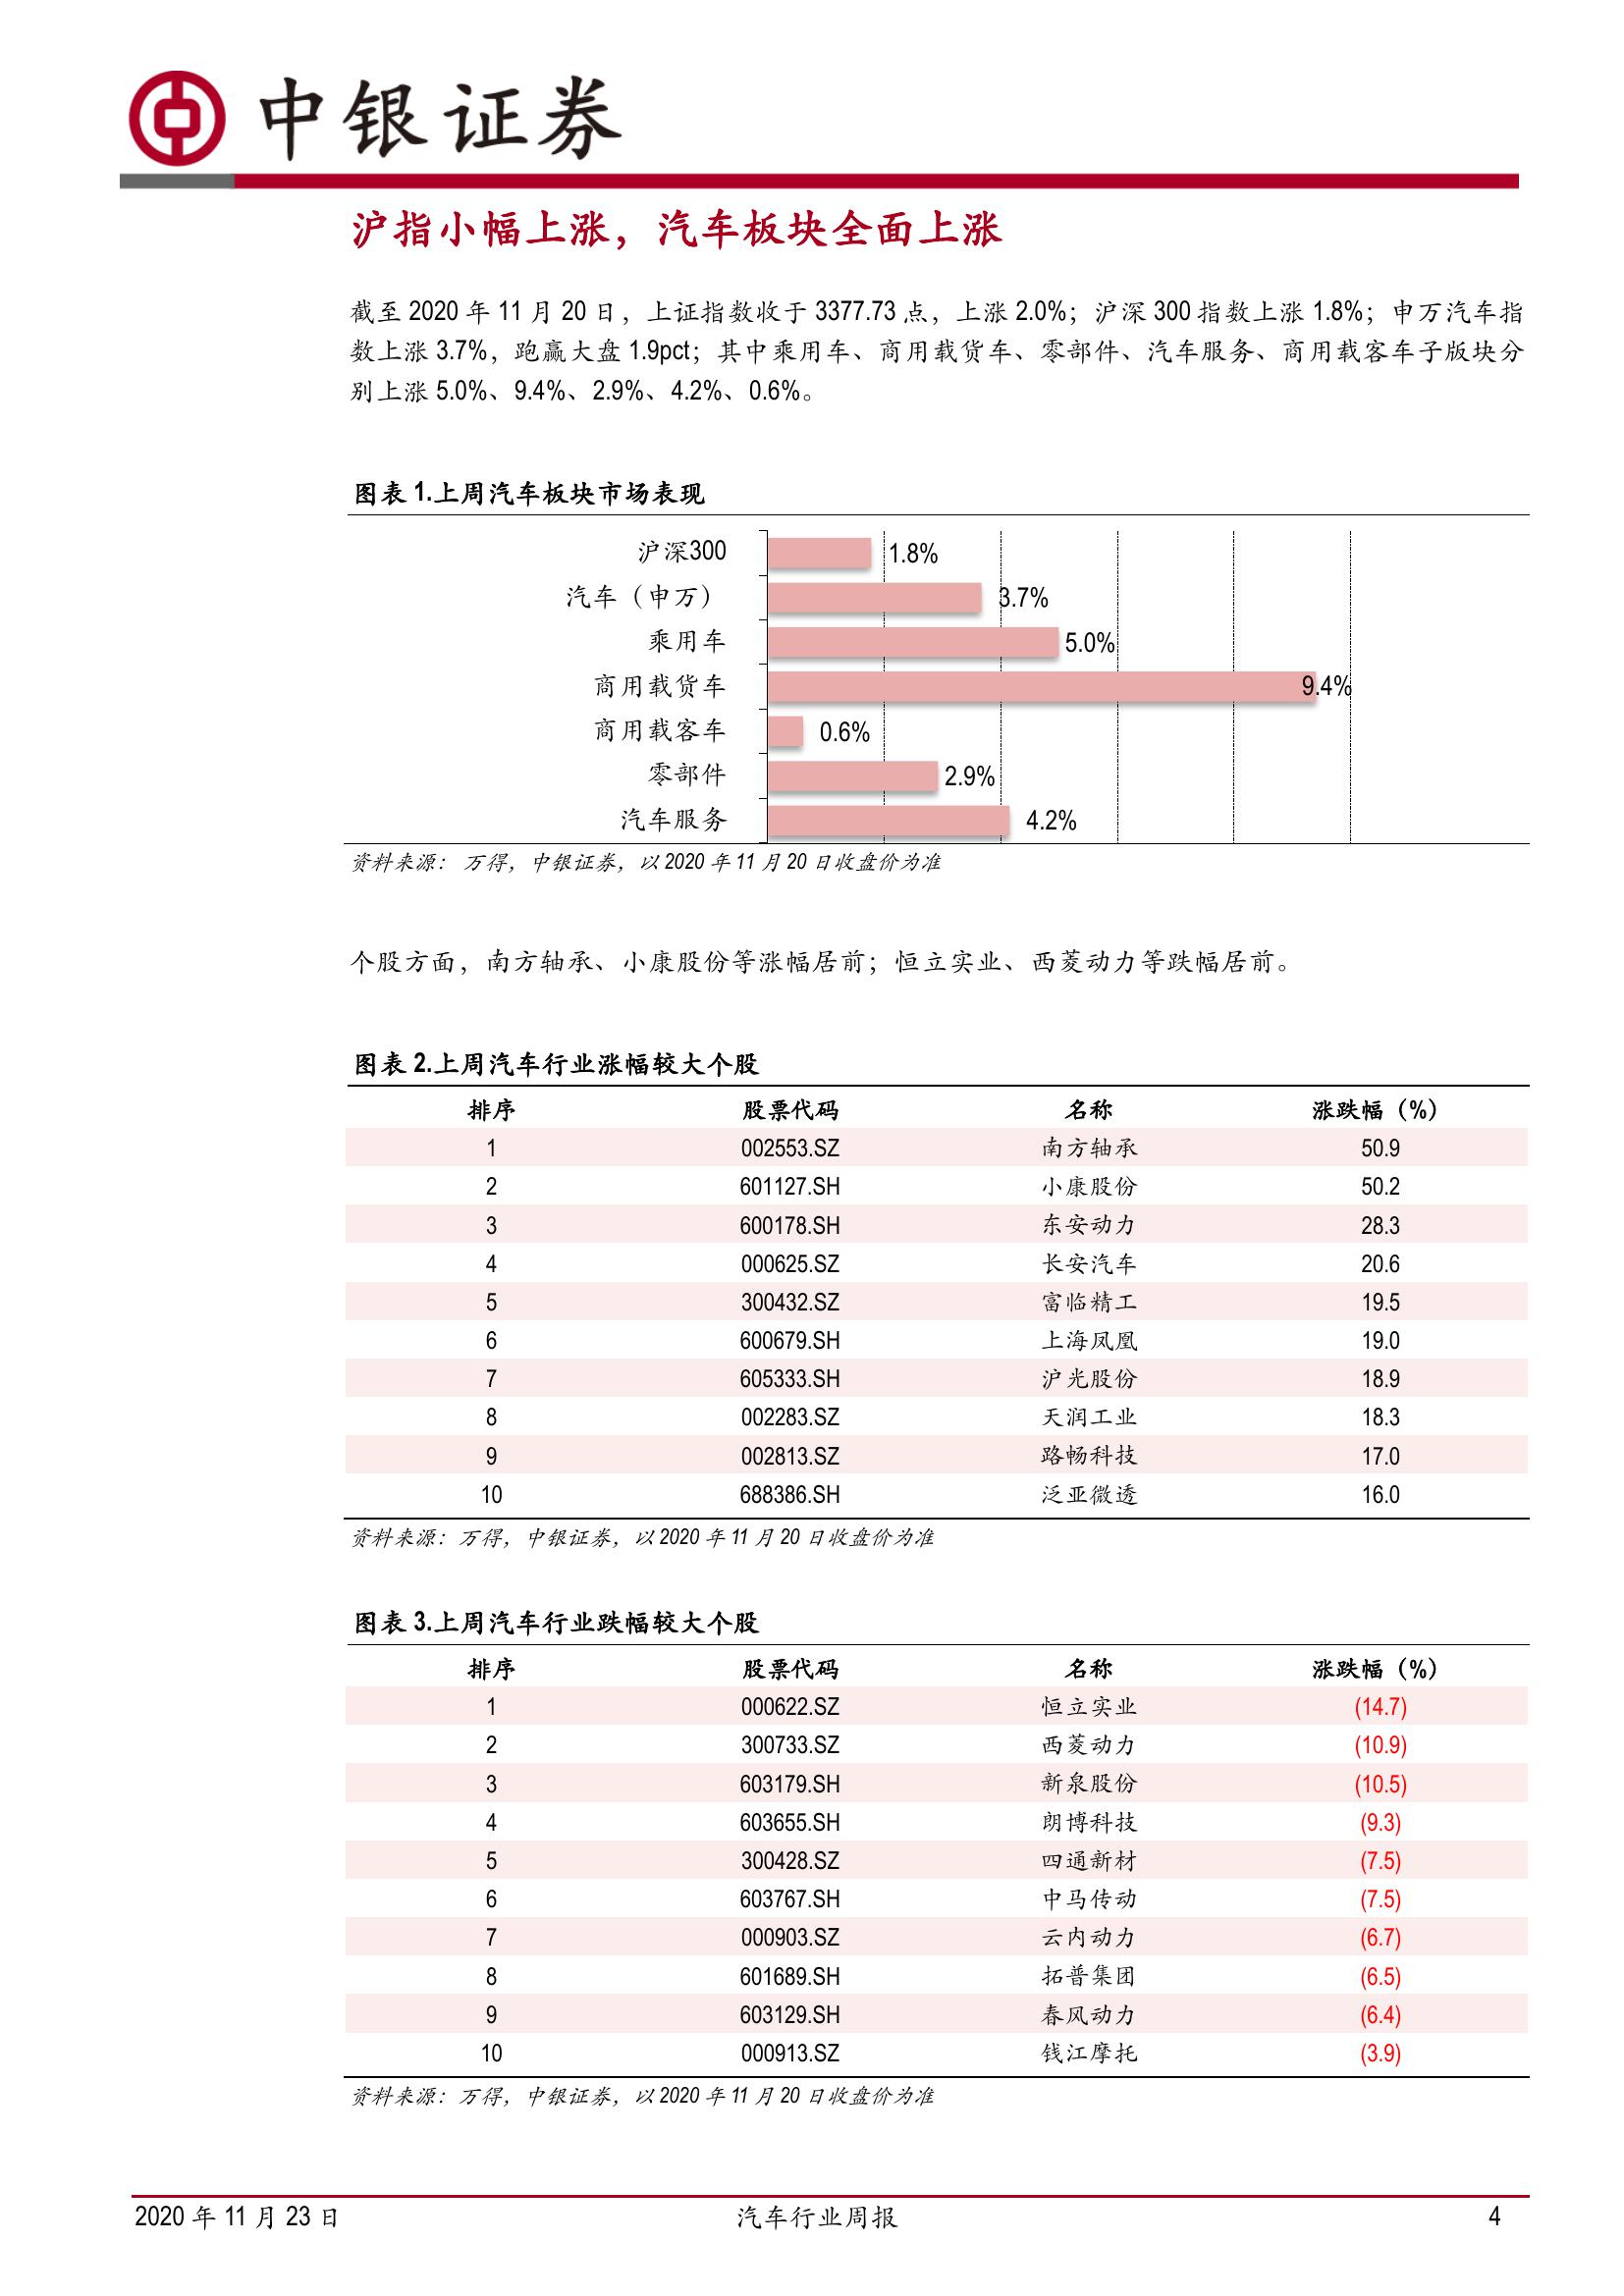 中银证券
沪指小幅上涨，汽车板块全面上涨
截至 2020 年 11 月 20 日，上证指数收于 3377.73 点，上涨 2.0%；沪深 300 指数上涨 1.8%；申万汽车指
数上涨 3.7%，跑赢大盘 1.9pct；其中乘用车、商用载货车、零部件、汽车服务、商用载客车子版块分
别上涨 5.0%、9.4%、2.9%、4.2%、0.6%。
图表 1.上周汽车板块市场表现
沪深300 1.8%
汽车（申万） 3.7%
乘用车 5.0%
商用载货车 9.4%
商用载客车 0.6%
零部件 2.9%
汽车服务 4.2%
资料来源： 万得，中银证券，以 2020 年 11 月 20 日收盘价为准
个股方面，南方轴承、小康股份等涨幅居前；恒立实业、西菱动力等跌幅居前。
图表 2.上周汽车行业涨幅较大个股
排序 股票代码 名称 涨跌幅（%）
1 002553.SZ 南方轴承 50.9
2 601127.SH 小康股份 50.2
3 600178.SH 东安动力 28.3
4 000625.SZ 长安汽车 20.6
5 300432.SZ 富临精工 19.5
6 600679.SH 上海凤凰 19.0
7 605333.SH 沪光股份 18.9
8 002283.SZ 天润工业 18.3
9 002813.SZ 路畅科技 17.0
10 688386.SH 泛亚微透 16.0
资料来源：万得，中银证券，以 2020 年 11 月 20 日收盘价为准
图表 3.上周汽车行业跌幅较大个股
排序 股票代码 名称 涨跌幅（%）
1 000622.SZ 恒立实业 (14.7)
2 300733.SZ 西菱动力 (10.9)
3 603179.SH 新泉股份 (10.5)
4 603655.SH 朗博科技 (9.3)
5 300428.SZ 四通新材 (7.5)
6 603767.SH 中马传动 (7.5)
7 000903.SZ 云内动力 (6.7)
8 601689.SH 拓普集团 (6.5)
9 603129.SH 春风动力 (6.4)
10 000913.SZ 钱江摩托 (3.9)
资料来源：万得，中银证券，以 2020 年 11 月 20 日收盘价为准
2020 年 11 月 23 日 汽车行业周报 4